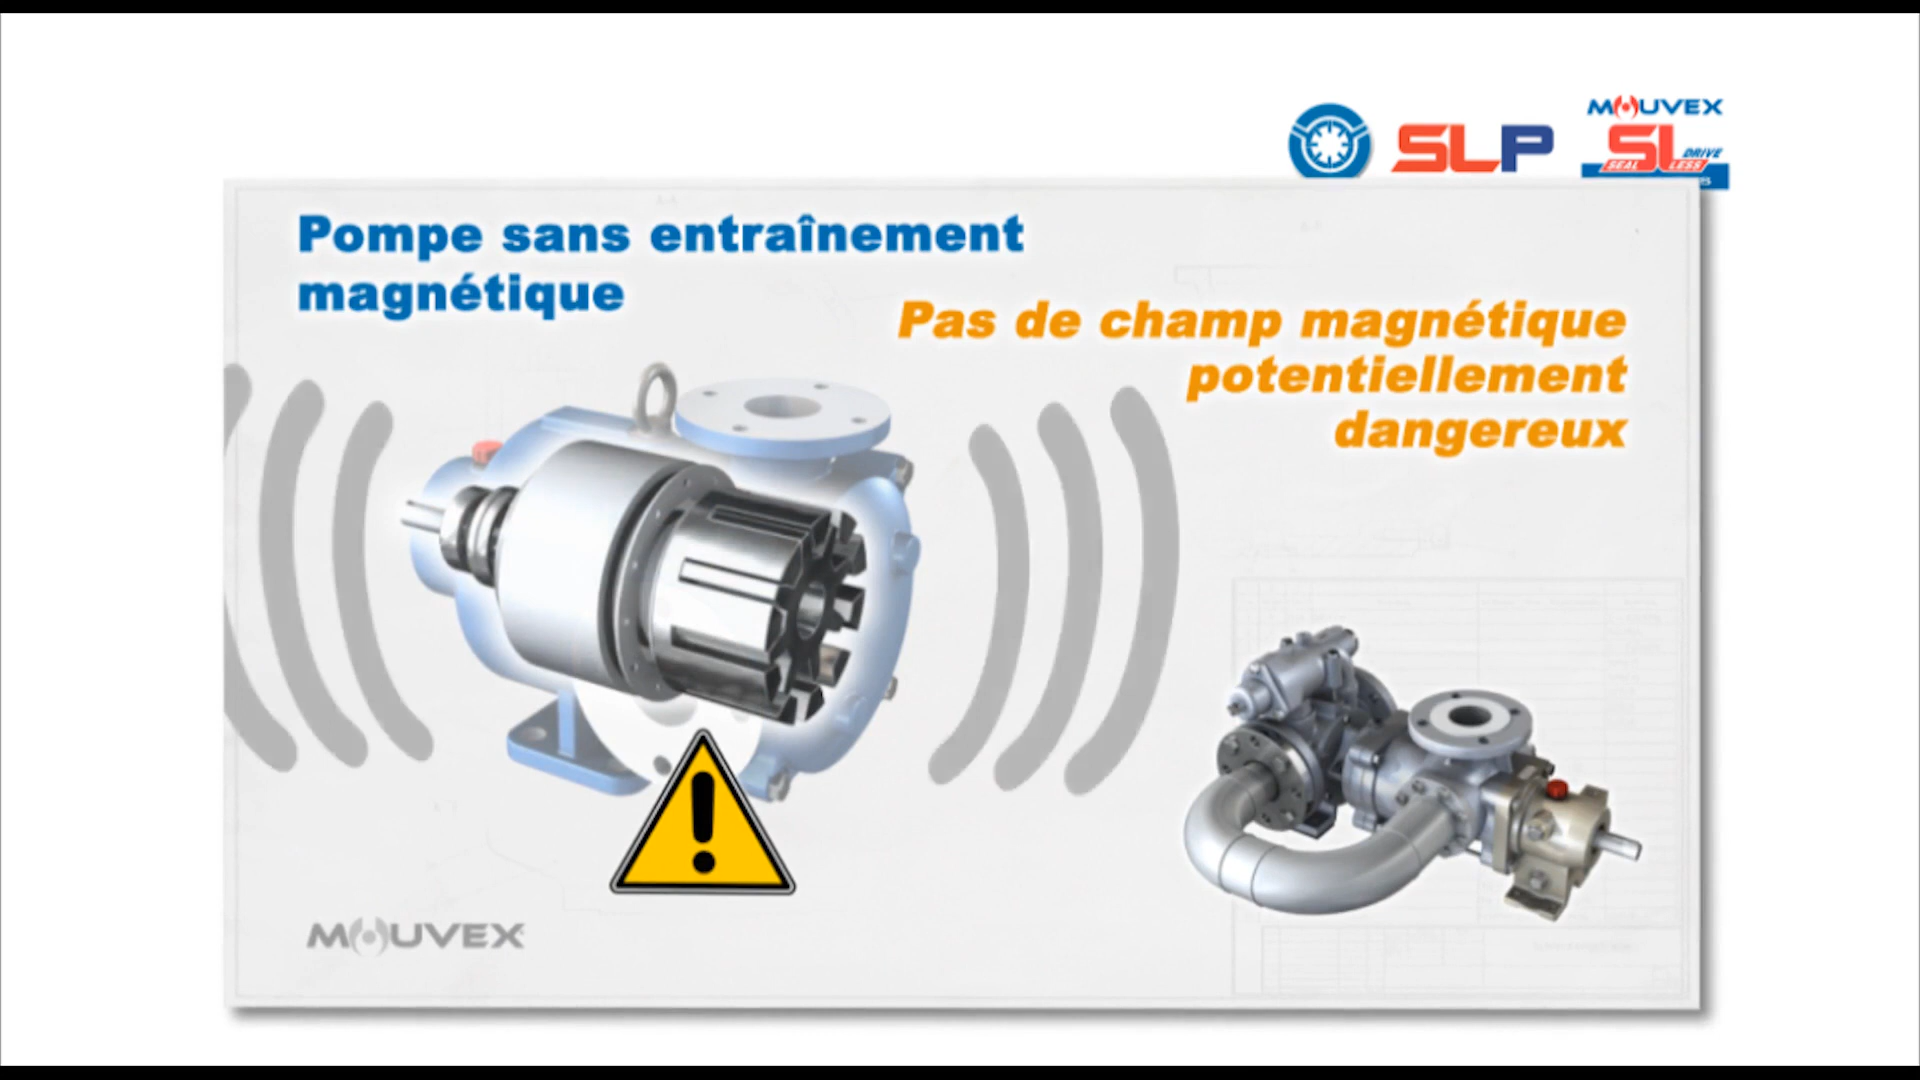 MOUVEX
SLP
SL
DRIVE
SEAL LESS
Pompe sans entraînement
magnétique
Pas de champ magnétique
potentiellement
dangereux
MOUVEX